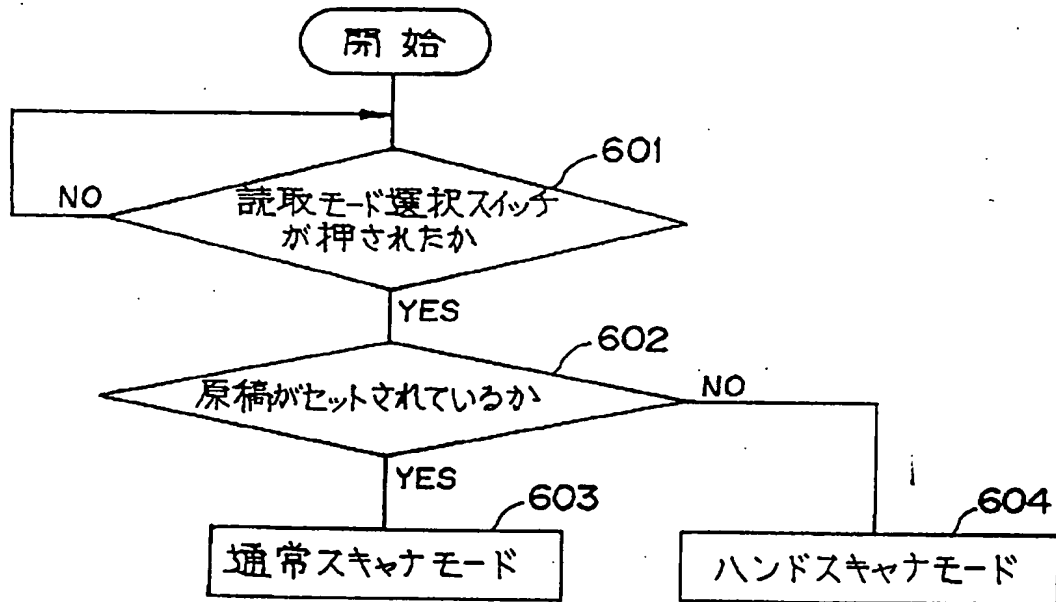 開始
601
NO
読取モード選択スイッチ
が押されたか
YES
602
原稿がセットされているか
NO
YES
603
604
通常スキャナモード
ハンドスキャナモード